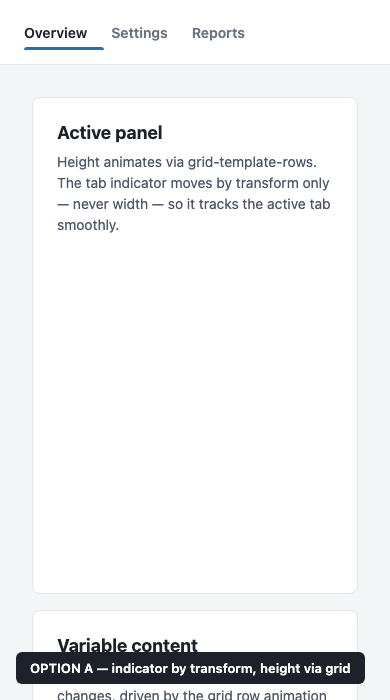 Overview Settings Reports
Active panel
Height animates via grid-template-rows.
The tab indicator moves by transform only
— never width — so it tracks the active tab
smoothly.
Variable content
OPTION A — indicator by transform, height via grid
changes, driven by the grid row animation